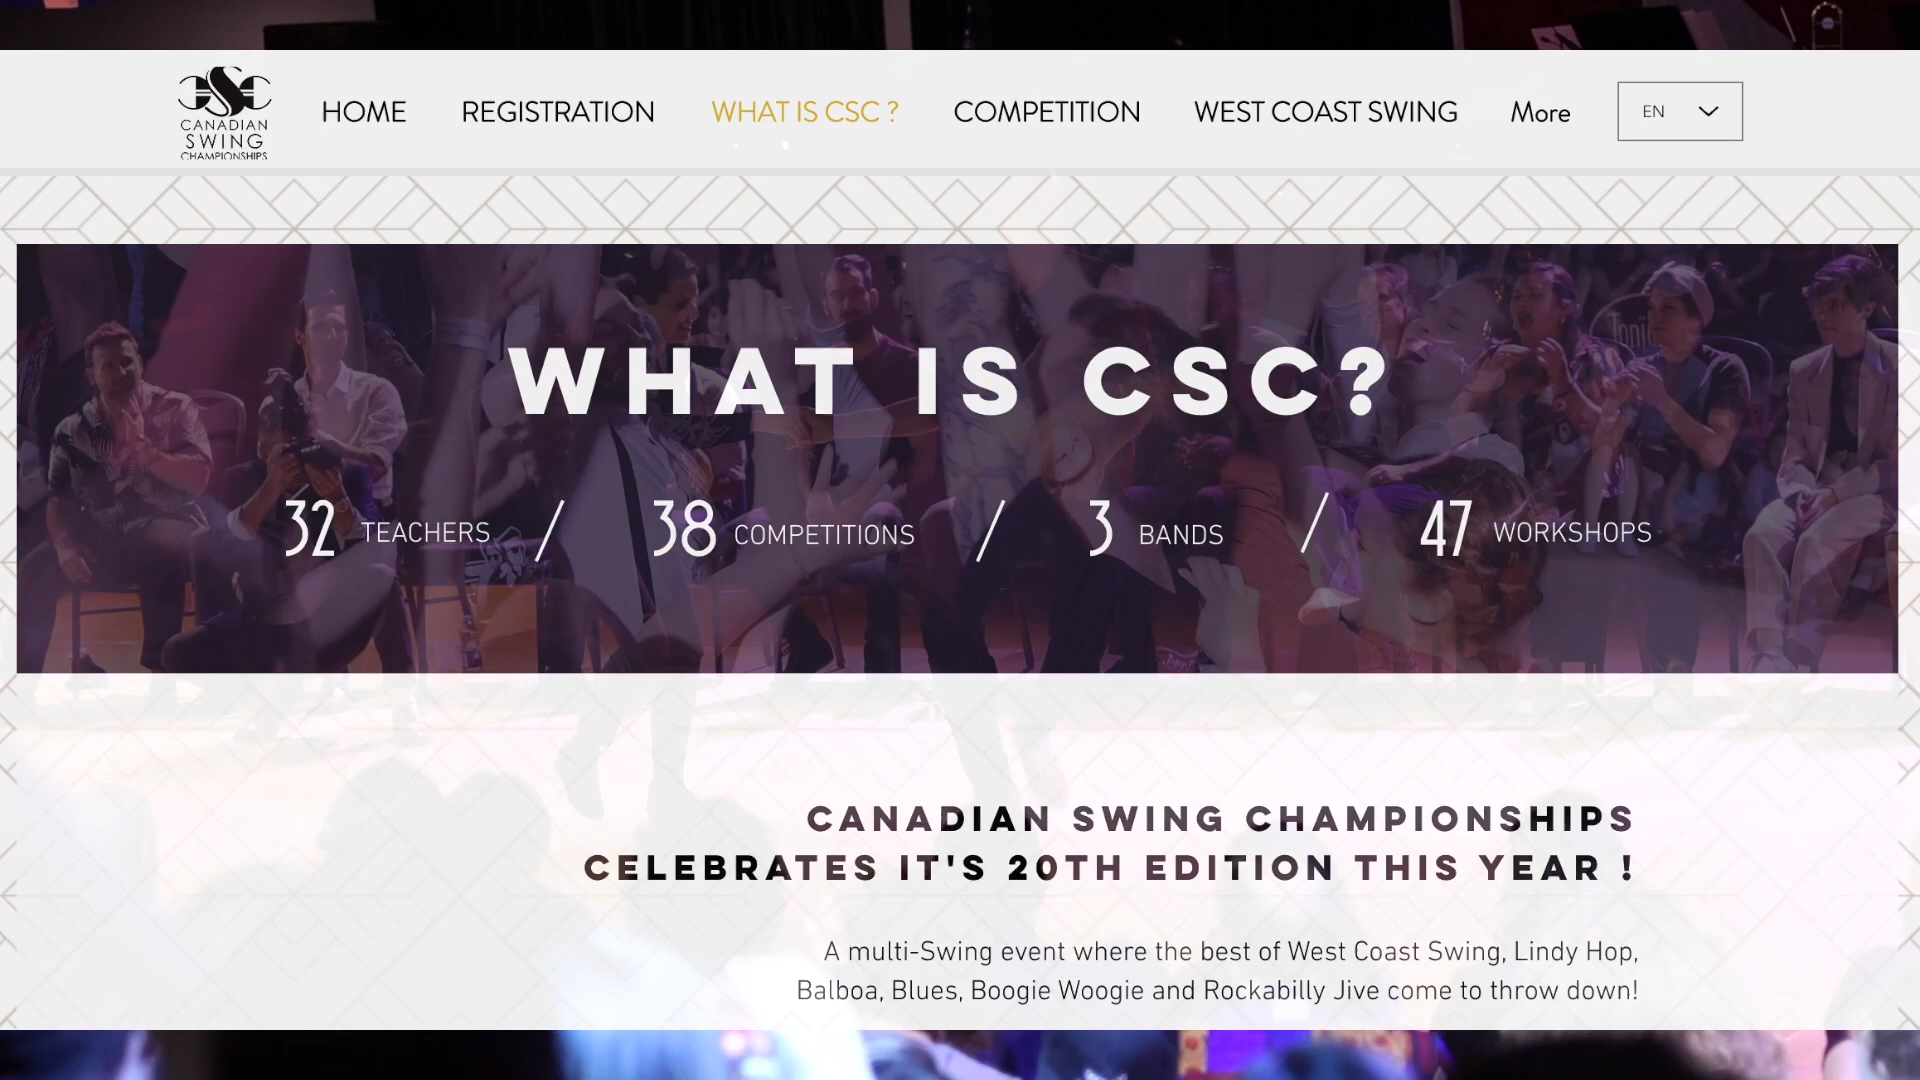 CANADIAN
SWING
CHAMPIONSHIPS
HOME REGISTRATION WHAT IS CSC ? COMPETITION WEST COAST SWING More EN
WHAT IS CSC?
32 TEACHERS / 38 COMPETITIONS / 3 BANDS / 47 WORKSHOPS
CANADIAN SWING CHAMPIONSHIPS
CELEBRATES IT'S 20TH EDITION THIS YEAR !
A multi-Swing event where the best of West Coast Swing, Lindy Hop,
Balboa, Blues, Boogie Woogie and Rockabilly Jive come to throw down!